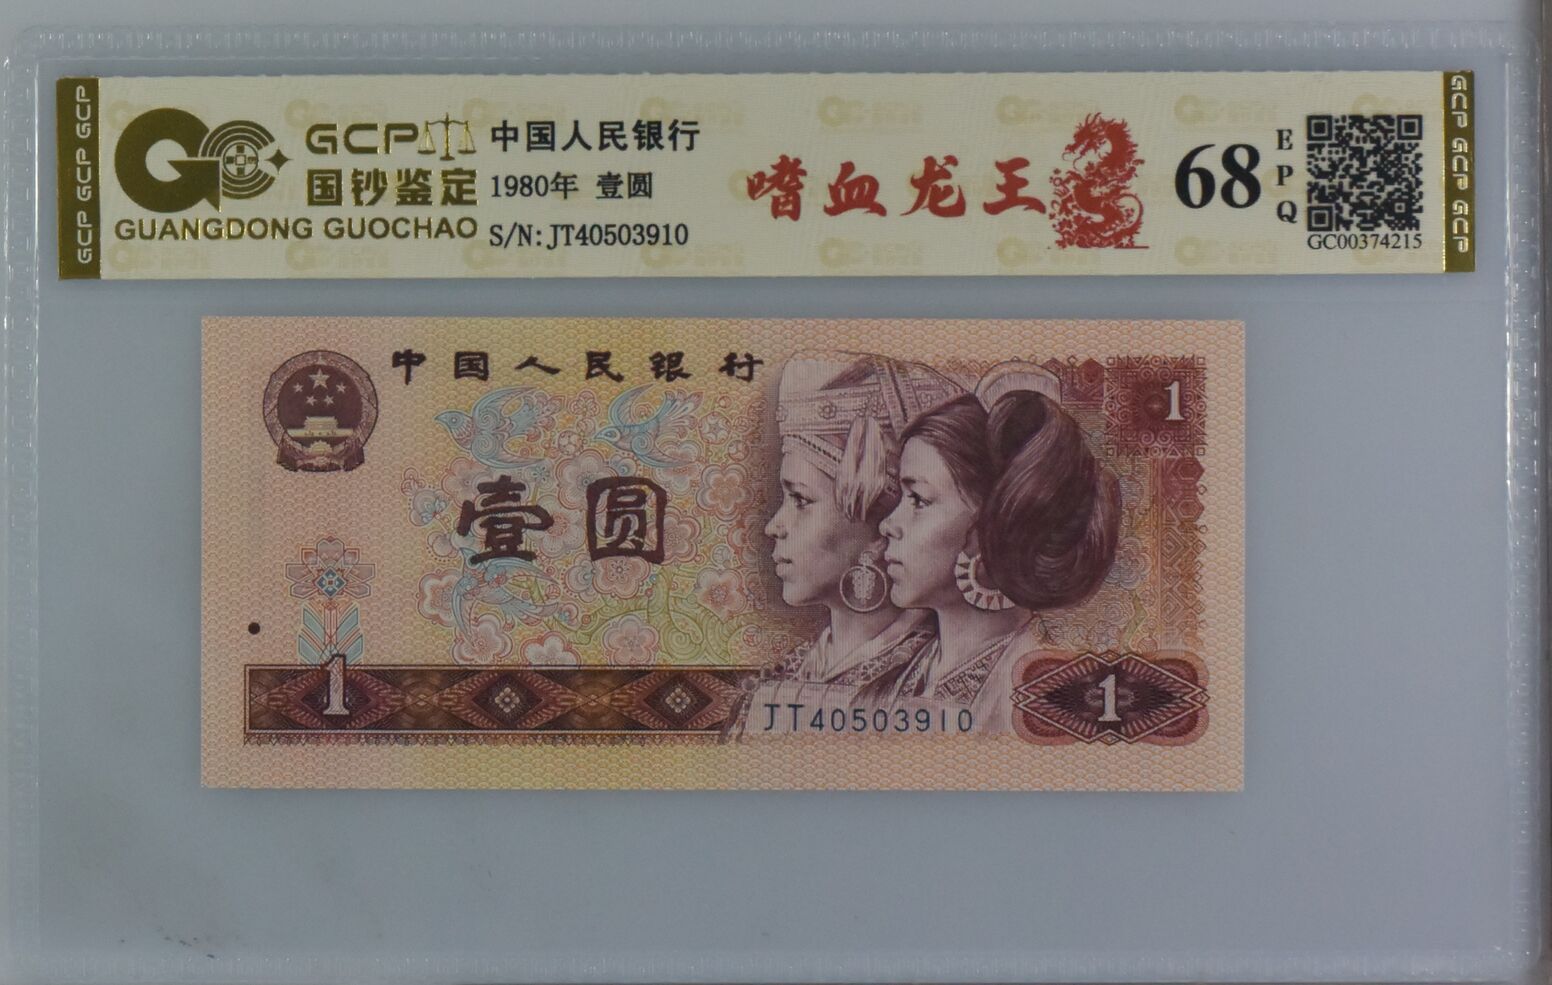 GCP GCP GCP
GCP
国钞鉴定
GUANGDONG GUOCHAO
中国人民银行
1980年 壹圆
S/N:JT40503910
嗜血龙王
68
EPQ
GC00374215
GCP GCP GCP
中国人民银行
1
壹圆
1
JT40503910
1